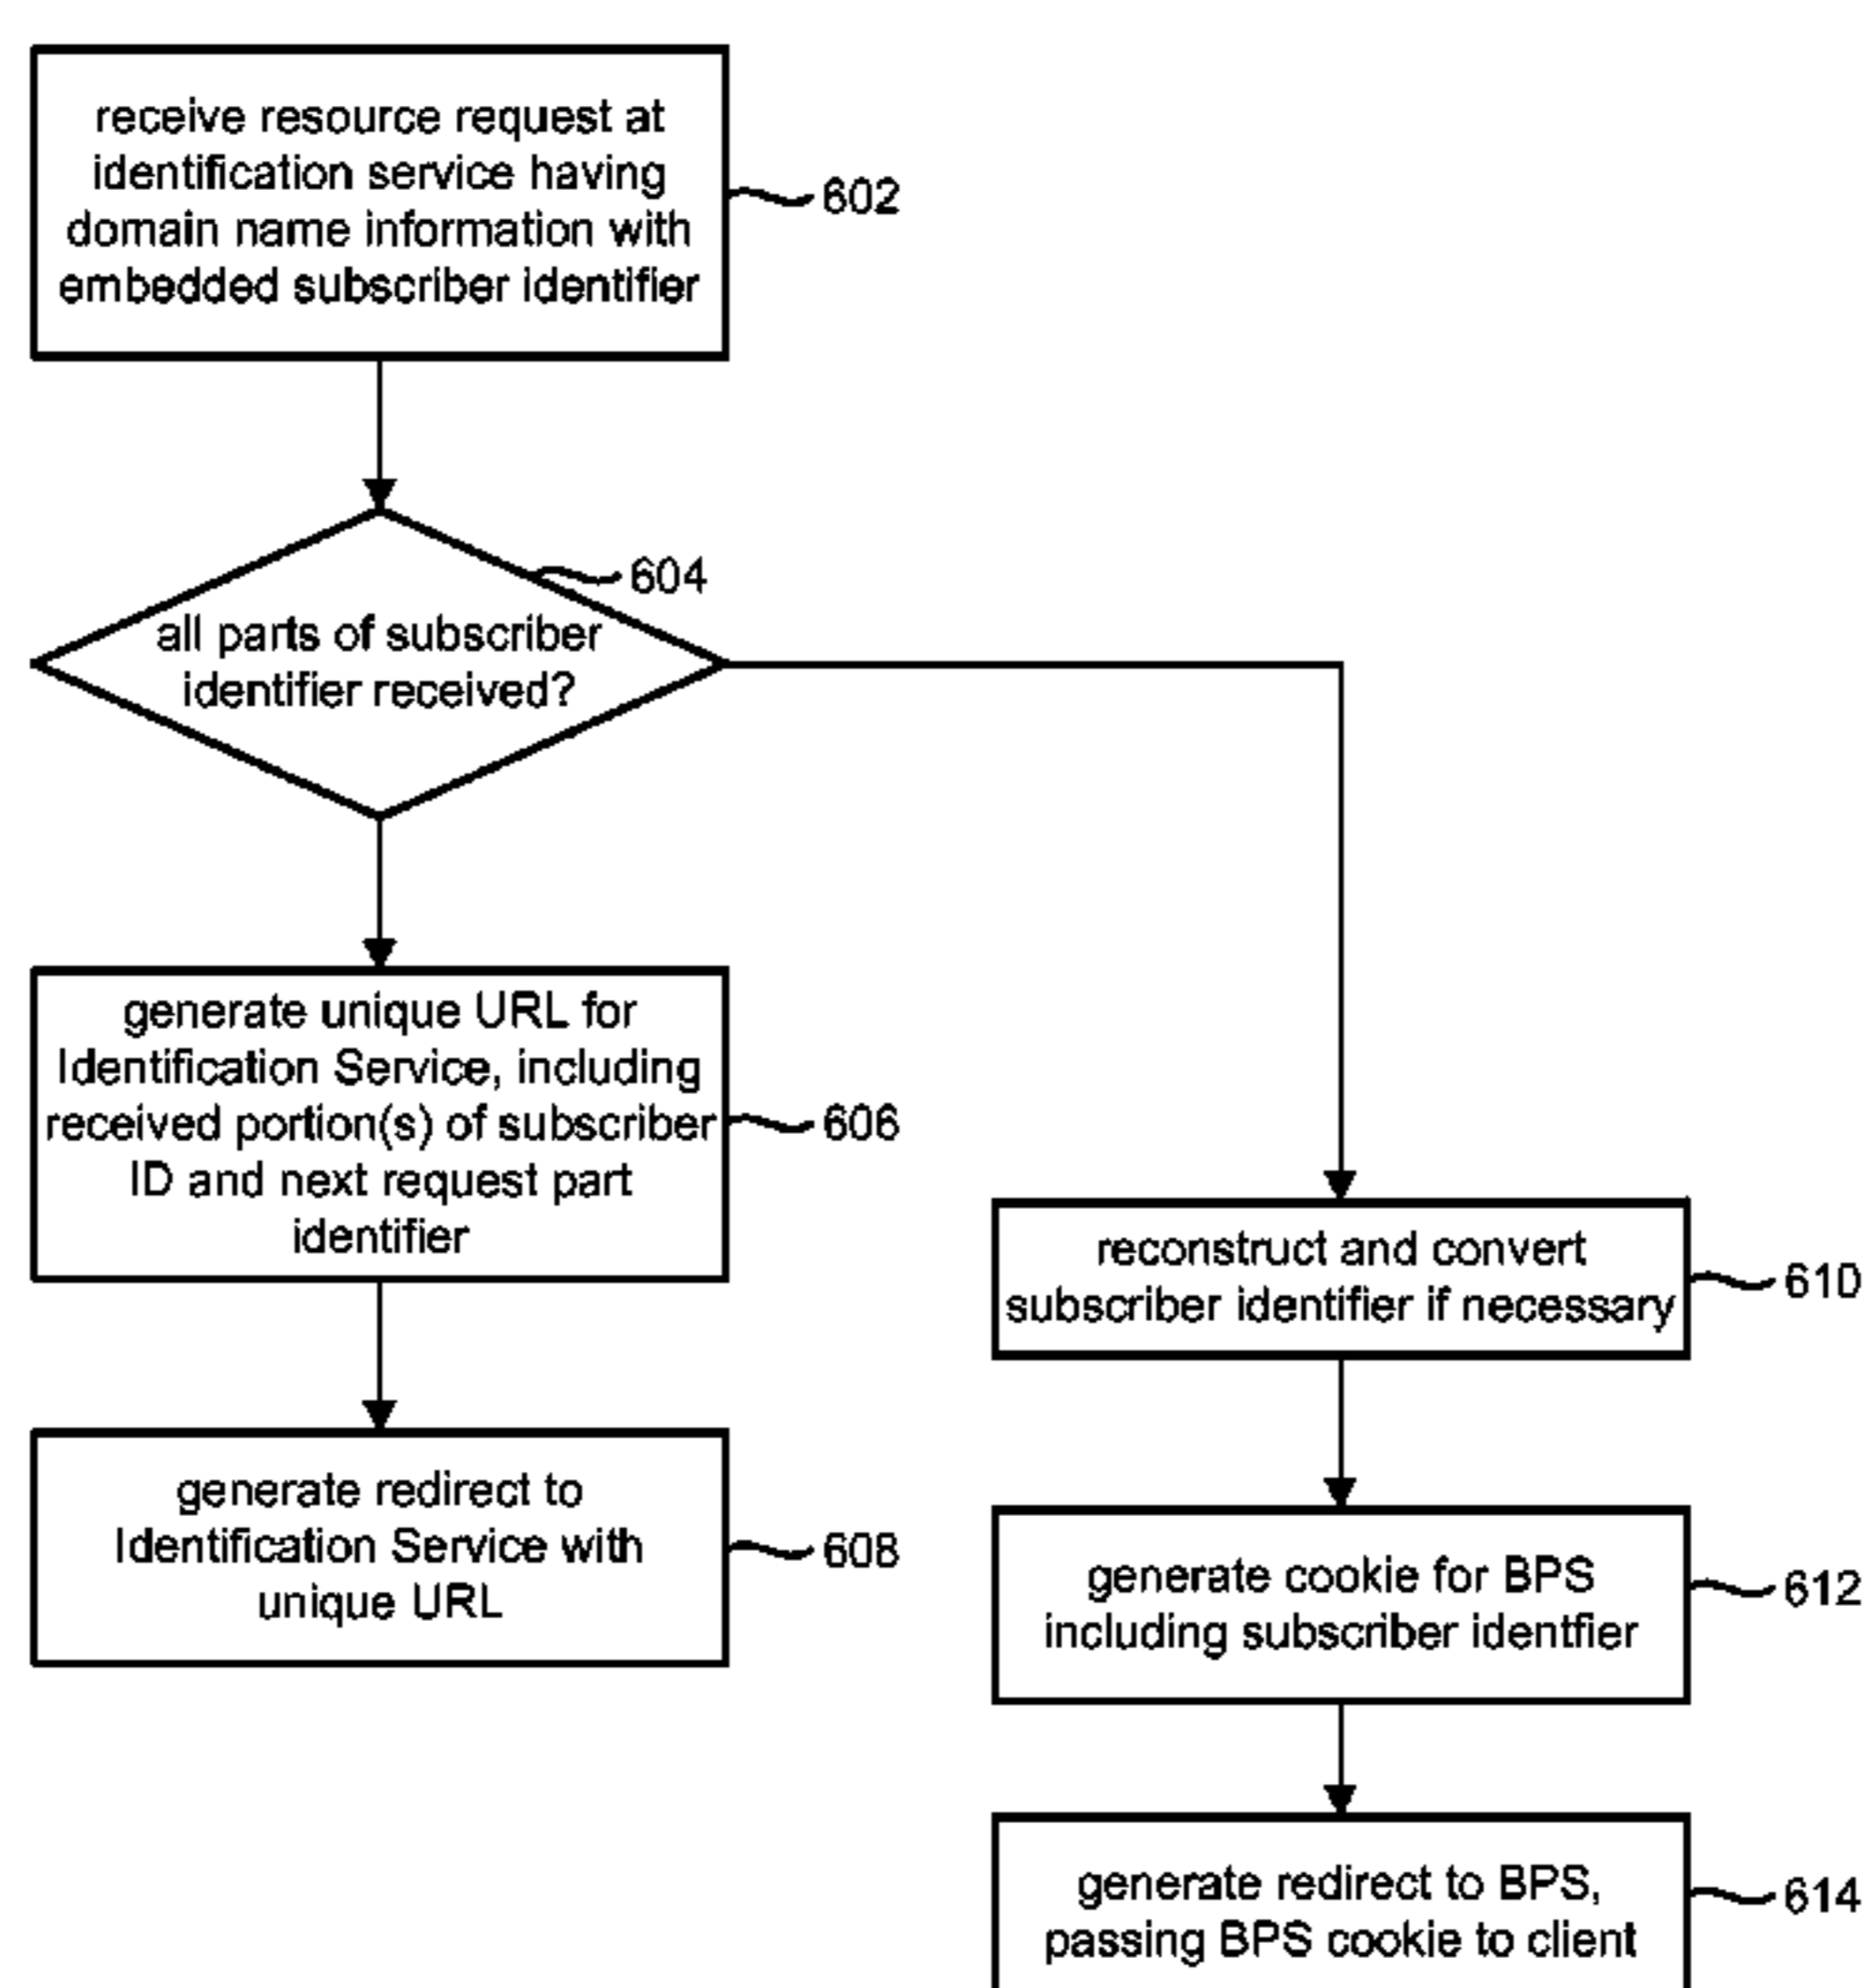 receive resource request at
identification service having
domain name information with
embedded subscriber identifier
602
604
all parts of subscriber
identifier received?
generate unique URL for
Identification Service, including
received portion(s) of subscriber
ID and next request part
identifier
606
reconstruct and convert
subscriber identifier if necessary
610
generate redirect to
Identification Service with
unique URL
608
generate cookie for BPS
including subscriber identfier
612
generate redirect to BPS,
passing BPS cookie to client
614